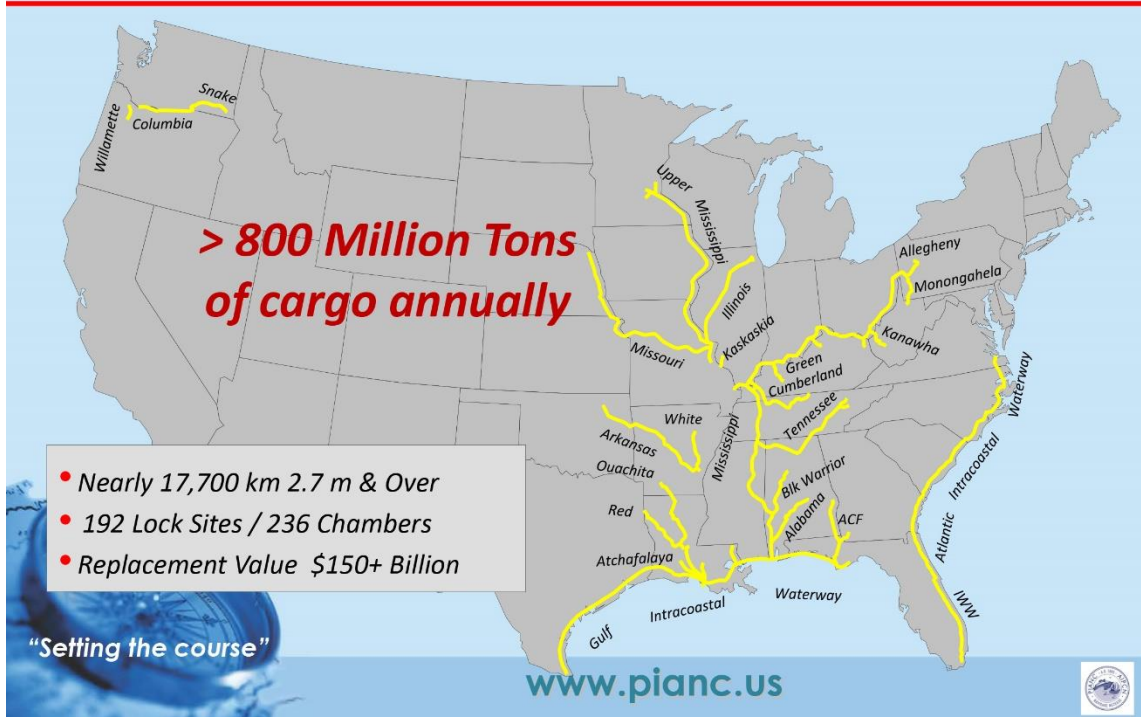 Snake
Columbia
Willamette
Upper
Mississippi
> 800 Million Tons
of cargo annually
Illinois
Missouri
Kaskaskia
Allegheny
Monongahela
Kanawha
Green
Cumberland
Tennessee
White
Arkansas
Ouachita
Mississippi
Blk Warrior
Alabama
ACF
Red
Atchafalaya
Gulf
Intracoastal
Waterway
Atlantic
Intracoastal
Waterway
IWW
• Nearly 17,700 km 2.7 m & Over
• 192 Lock Sites / 236 Chambers
• Replacement Value $150+ Billion
“Setting the course”
www.pianc.us